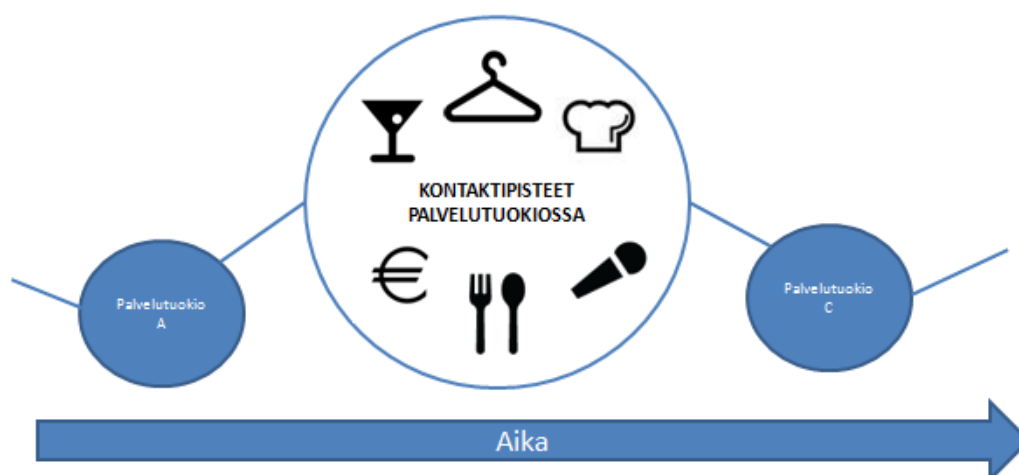 KONTAKTIPISTEET
PALVELUTUOKIOSSA
Palvelutuokio
A
Palvelutuokio
C
Aika